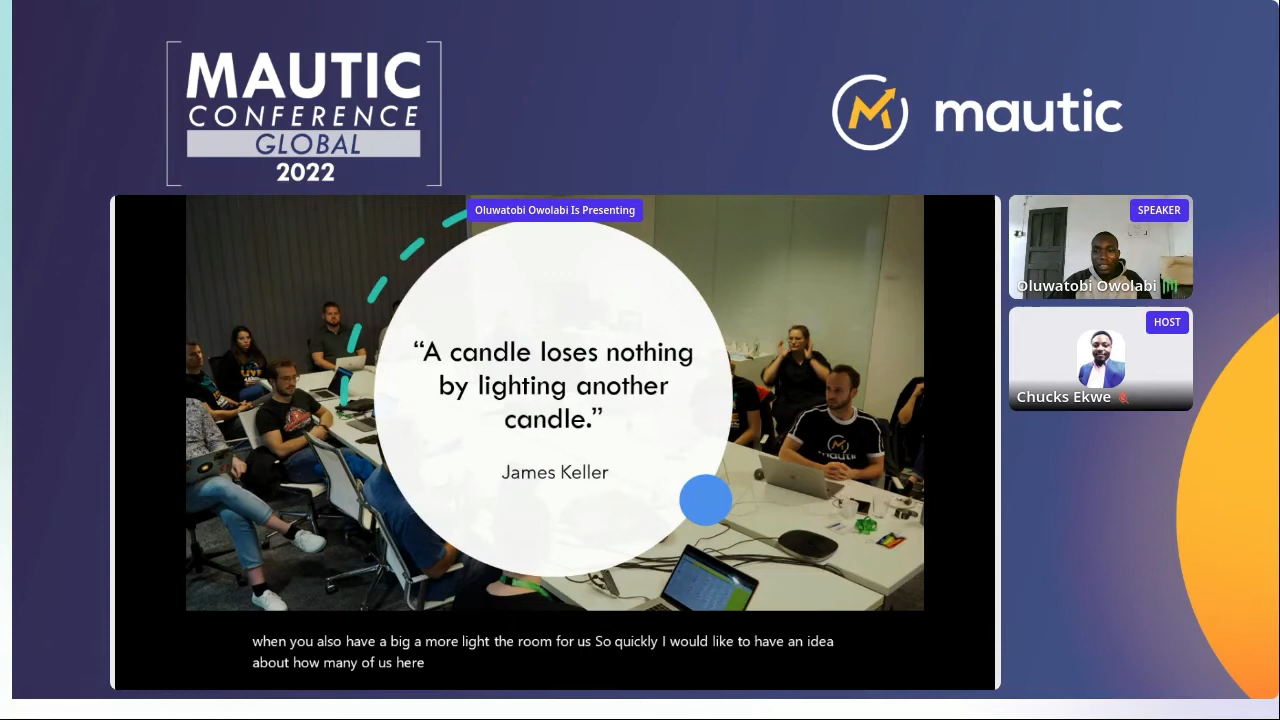 MAUTIC
CONFERENCE
GLOBAL
2022
mautic
Oluwatobi Owolabi Is Presenting
“A candle loses nothing
by lighting another
candle.”
James Keller
mautic
when you also have a big a more light the room for us So quickly I would like to have an idea
about how many of us here
SPEAKER
Oluwatobi Owolabi
HOST
Chucks Ekwe